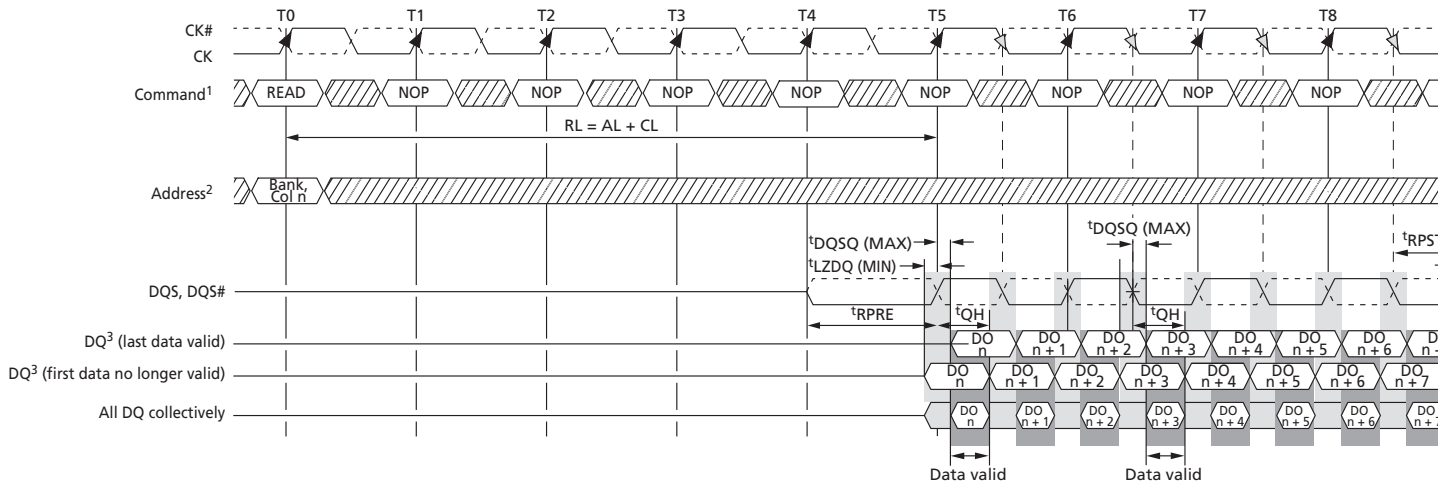 T0 T1 T2 T3 T4 T5 T6 T7 T8
CK#
CK
Command1 READ NOP NOP NOP NOP NOP NOP NOP NOP
RL = AL + CL
Address2 Bank,
Col n
tDQSQ (MAX) tDQSQ (MAX) tRPST
tLZDQ (MIN)
DQS, DQS#
tRPRE tQH tQH
DQ3 (last data valid) DO
n DO
n + 1 DO
n + 2 DO
n + 3 DO
n + 4 DO
n + 5 DO
n + 6
DQ3 (first data no longer valid) DO
n DO
n + 1 DO
n + 2 DO
n + 3 DO
n + 4 DO
n + 5 DO
n + 6 DO
n + 7
All DQ collectively DO
n DO
n + 1 DO
n + 2 DO
n + 3 DO
n + 4 DO
n + 5 DO
n + 6 DO
n + 7
Data valid Data valid